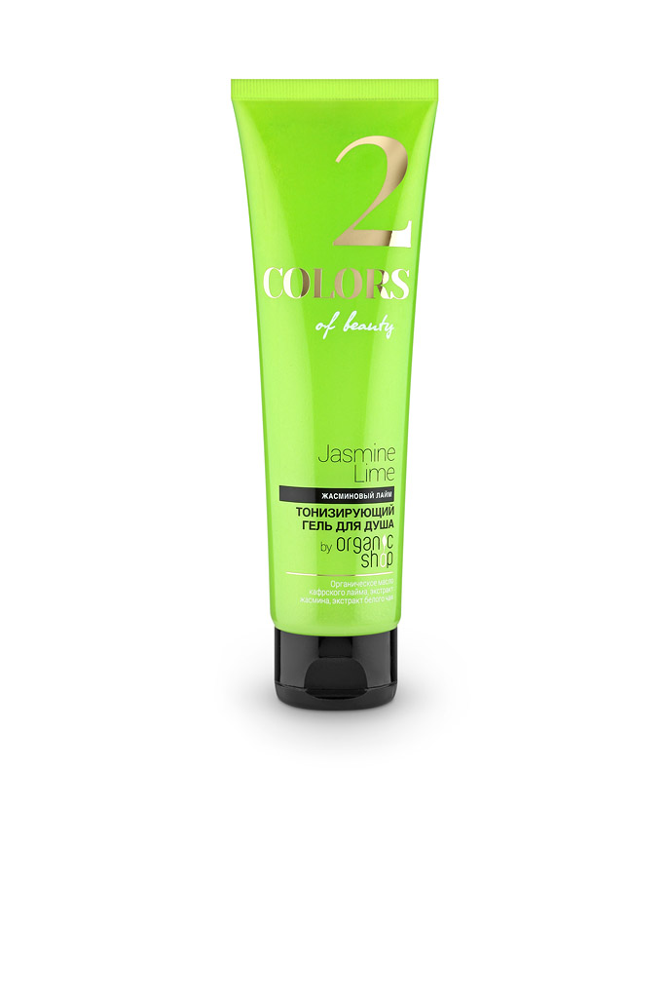 2
COLORS
of beauty
Jasmine
Lime
ЖАСМИНОВЫЙ ЛАЙМ
ТОНИЗИРУЮЩИЙ
ГЕЛЬ ДЛЯ ДУША
by organic
shop
Органическое масло
кафрского лайма, экстракт
жасмина, экстракт белого чая